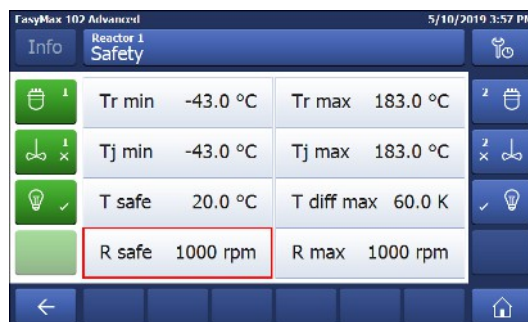 EasyMax 102 Advanced 5/10/2019 3:57 PM
Info Reactor 1
Safety
1 Tr min -43.0 °C Tr max 183.0 °C 2
1 Tj min -43.0 °C Tj max 183.0 °C 2
T safe 20.0 °C T diff max 60.0 K
R safe 1000 rpm R max 1000 rpm